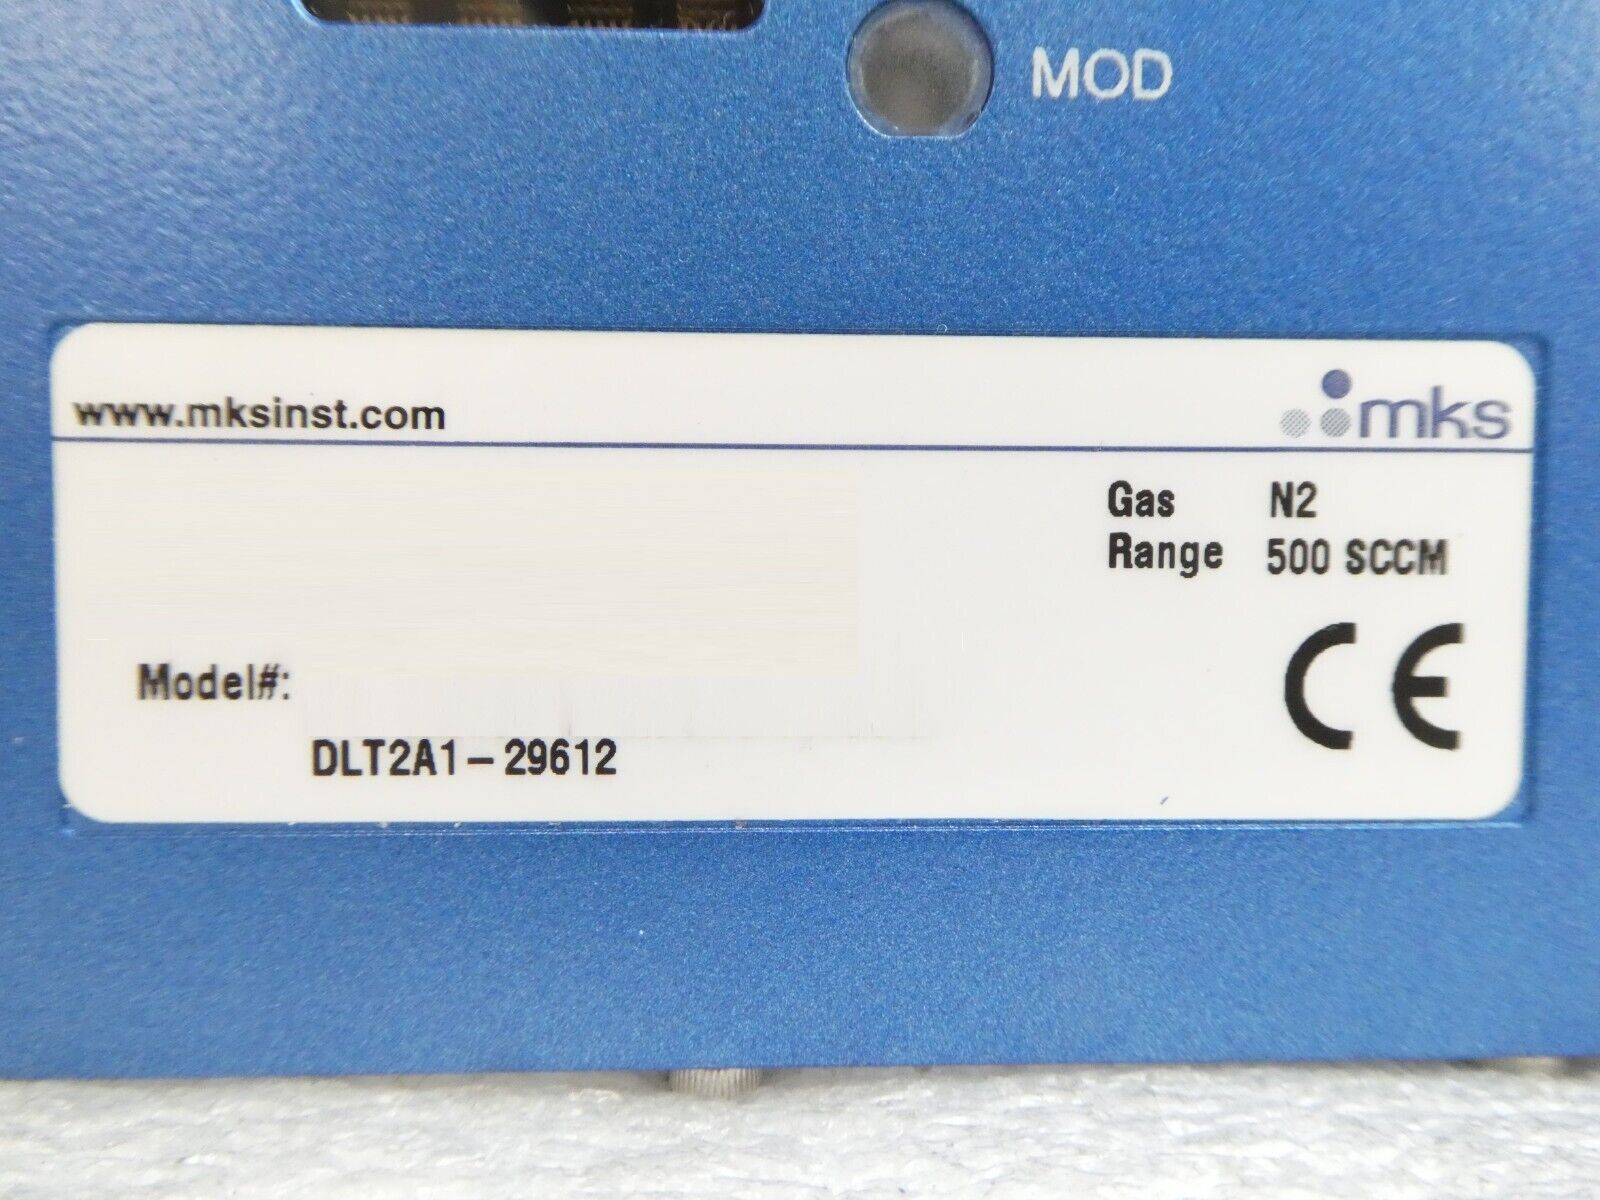 MOD
www.mksinst.com
mks
Gas N2
Range 500 SCCM
Model#:
DLT2A1-29612
CE